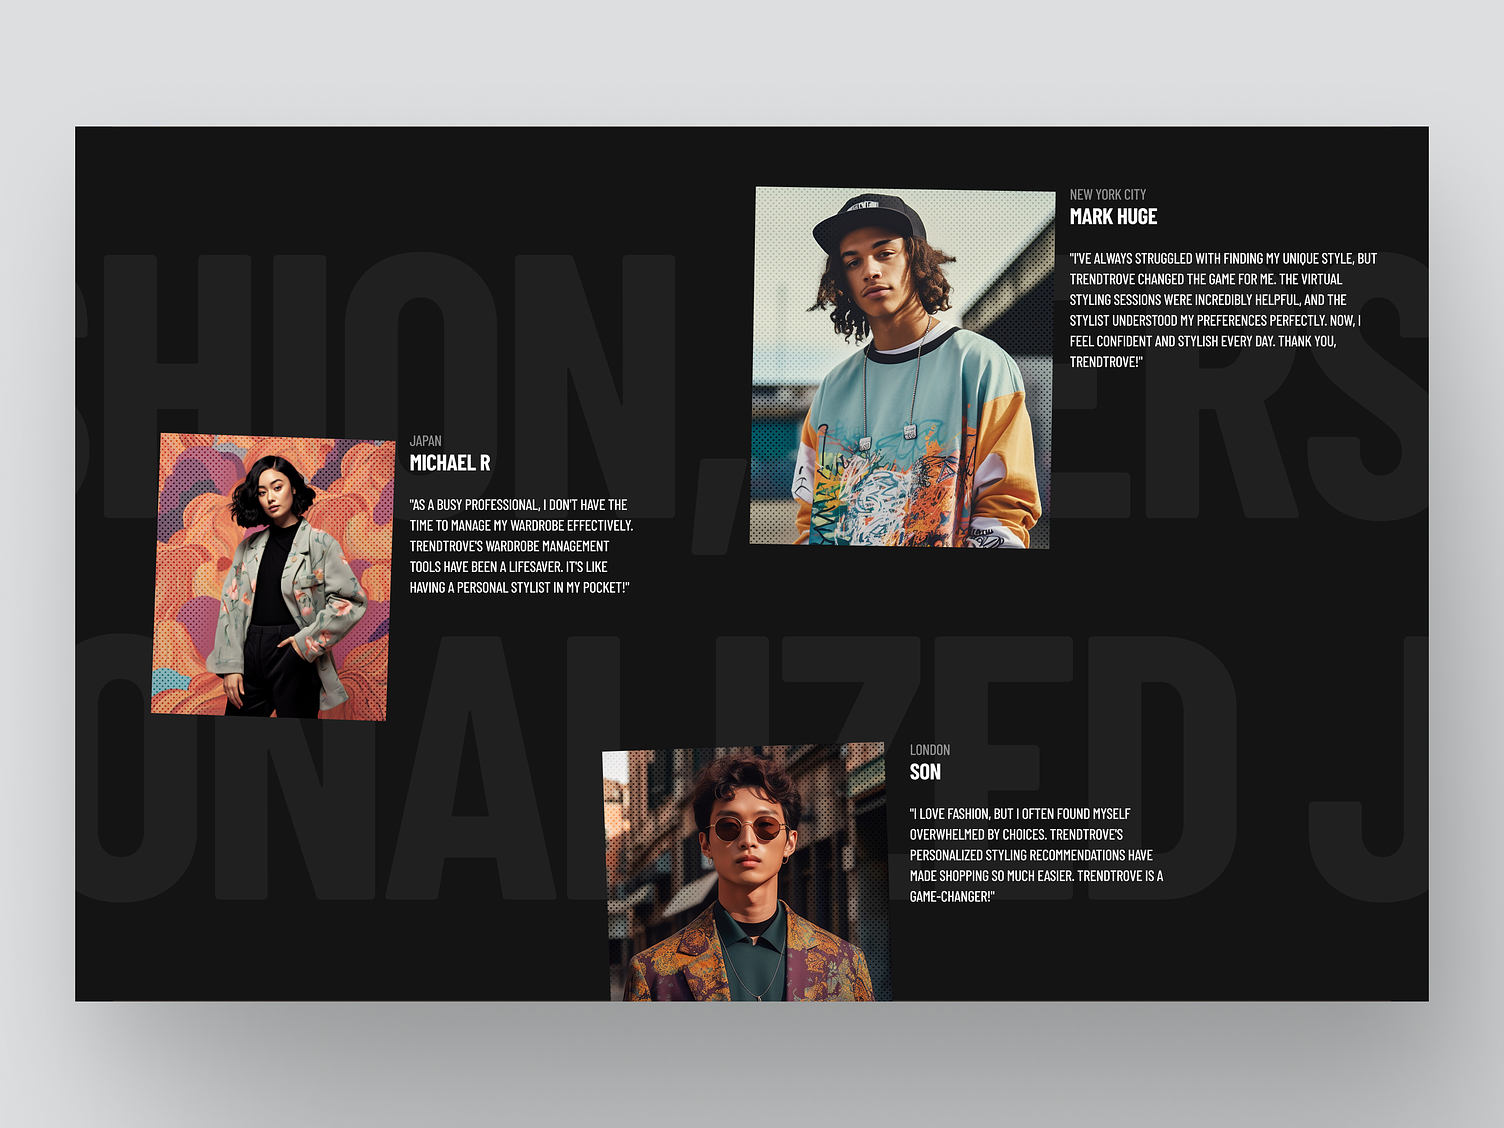 NEW YORK CITY
MARK HUGE
"I'VE ALWAYS STRUGGLED WITH FINDING MY UNIQUE STYLE, BUT
TRENDTROVE CHANGED THE GAME FOR ME. THE VIRTUAL
STYLING SESSIONS WERE INCREDIBLY HELPFUL, AND THE
STYLIST UNDERSTOOD MY PREFERENCES PERFECTLY. NOW, I
FEEL CONFIDENT AND STYLISH EVERY DAY. THANK YOU,
TRENDTROVE!"
SHION, ERS
JAPAN
MICHAEL R
"AS A BUSY PROFESSIONAL, I DON'T HAVE THE
TIME TO MANAGE MY WARDROBE EFFECTIVELY.
TRENDTROVE'S WARDROBE MANAGEMENT
TOOLS HAVE BEEN A LIFESAVER. IT'S LIKE
HAVING A PERSONAL STYLIST IN MY POCKET!"
ONALIZED J
LONDON
SON
"I LOVE FASHION, BUT I OFTEN FOUND MYSELF
OVERWHELMED BY CHOICES. TRENDTROVE'S
PERSONALIZED STYLING RECOMMENDATIONS HAVE
MADE SHOPPING SO MUCH EASIER. TRENDTROVE IS A
GAME-CHANGER!"